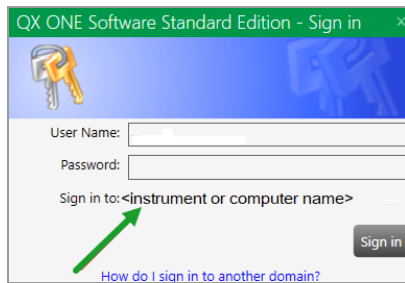 QX ONE Software Standard Edition - Sign in
User Name:
Password:
Sign in to:<instrument or computer name>
Sign in
How do I sign in to another domain?